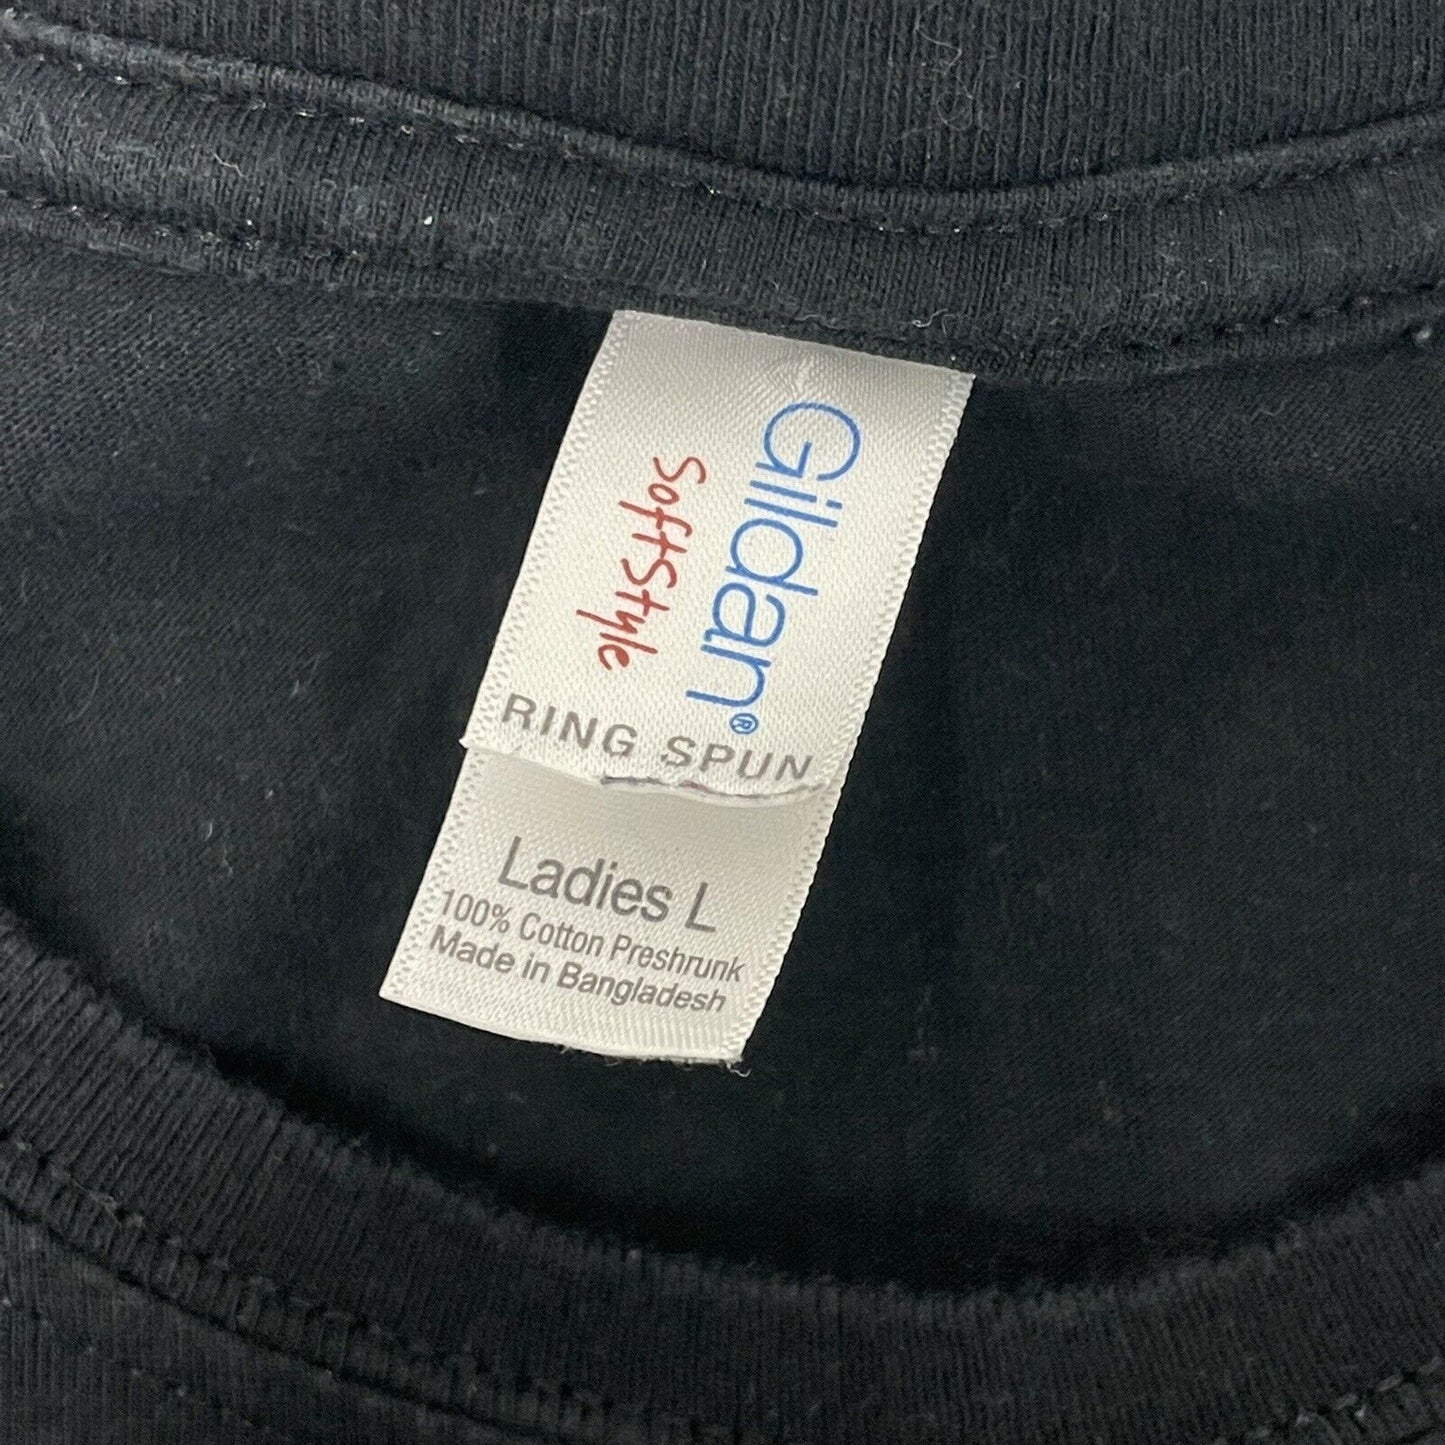 Gildan®
SoftStyle
RING SPUN
Ladies L
100% Cotton Preshrunk
Made in Bangladesh